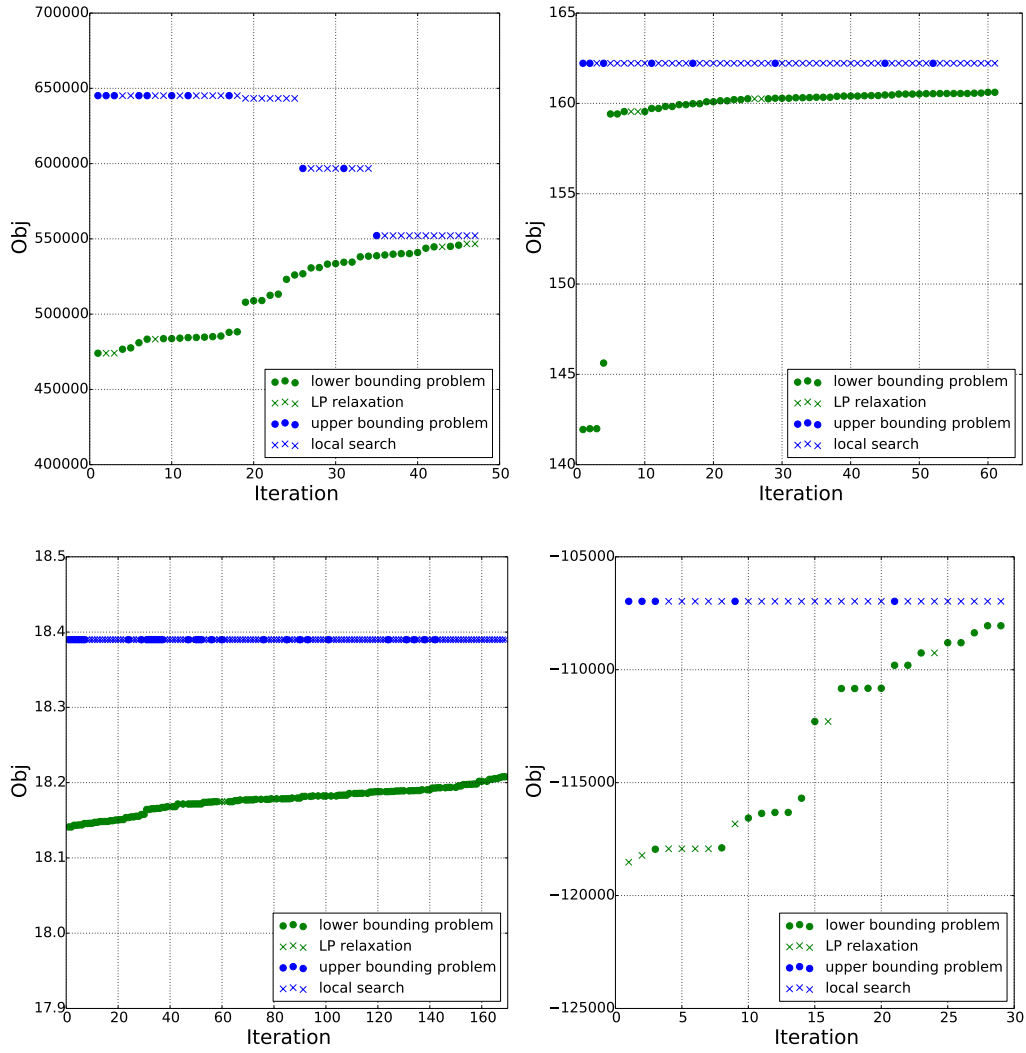 700000
650000
600000
550000
500000
450000
400000
Obj
0 10 20 30 40 50
Iteration
lower bounding problem
LP relaxation
upper bounding problem
local search
165
160
155
150
145
140
Obj
0 10 20 30 40 50 60
Iteration
lower bounding problem
LP relaxation
upper bounding problem
local search
18.5
18.4
18.3
18.2
18.1
18.0
17.9
Obj
0 20 40 60 80 100 120 140 160
Iteration
lower bounding problem
LP relaxation
upper bounding problem
local search
−105000
−110000
−115000
−120000
−125000
Obj
0 5 10 15 20 25 30
Iteration
lower bounding problem
LP relaxation
upper bounding problem
local search